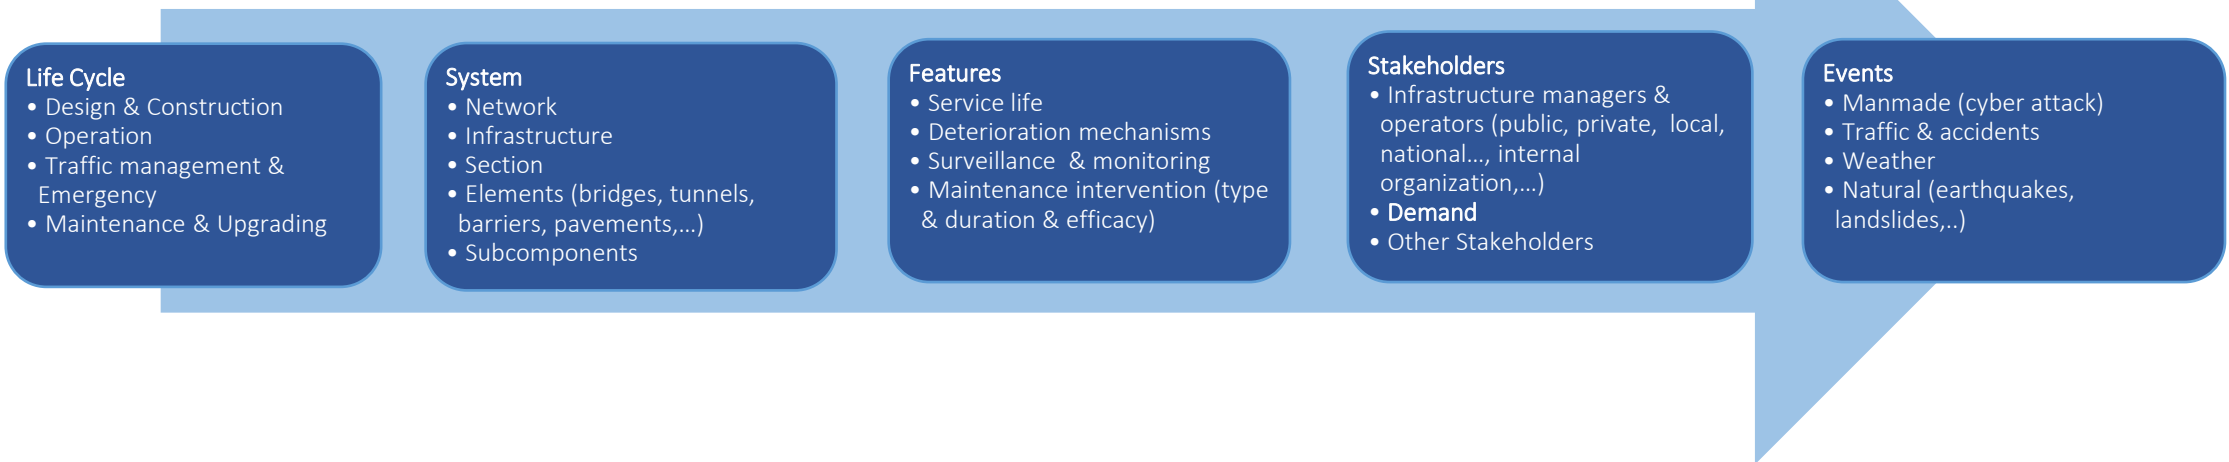 Life Cycle
• Design & Construction
• Operation
• Traffic management &
Emergency
• Maintenance & Upgrading
System
• Network
• Infrastructure
• Section
• Elements (bridges, tunnels,
barriers, pavements,...)
• Subcomponents
Features
• Service life
• Deterioration mechanisms
• Surveillance & monitoring
• Maintenance intervention (type
& duration & efficacy)
Stakeholders
• Infrastructure managers &
operators (public, private, local,
national..., internal
organization,...)
• Demand
• Other Stakeholders
Events
• Manmade (cyber attack)
• Traffic & accidents
• Weather
• Natural (earthquakes,
landslides,..)